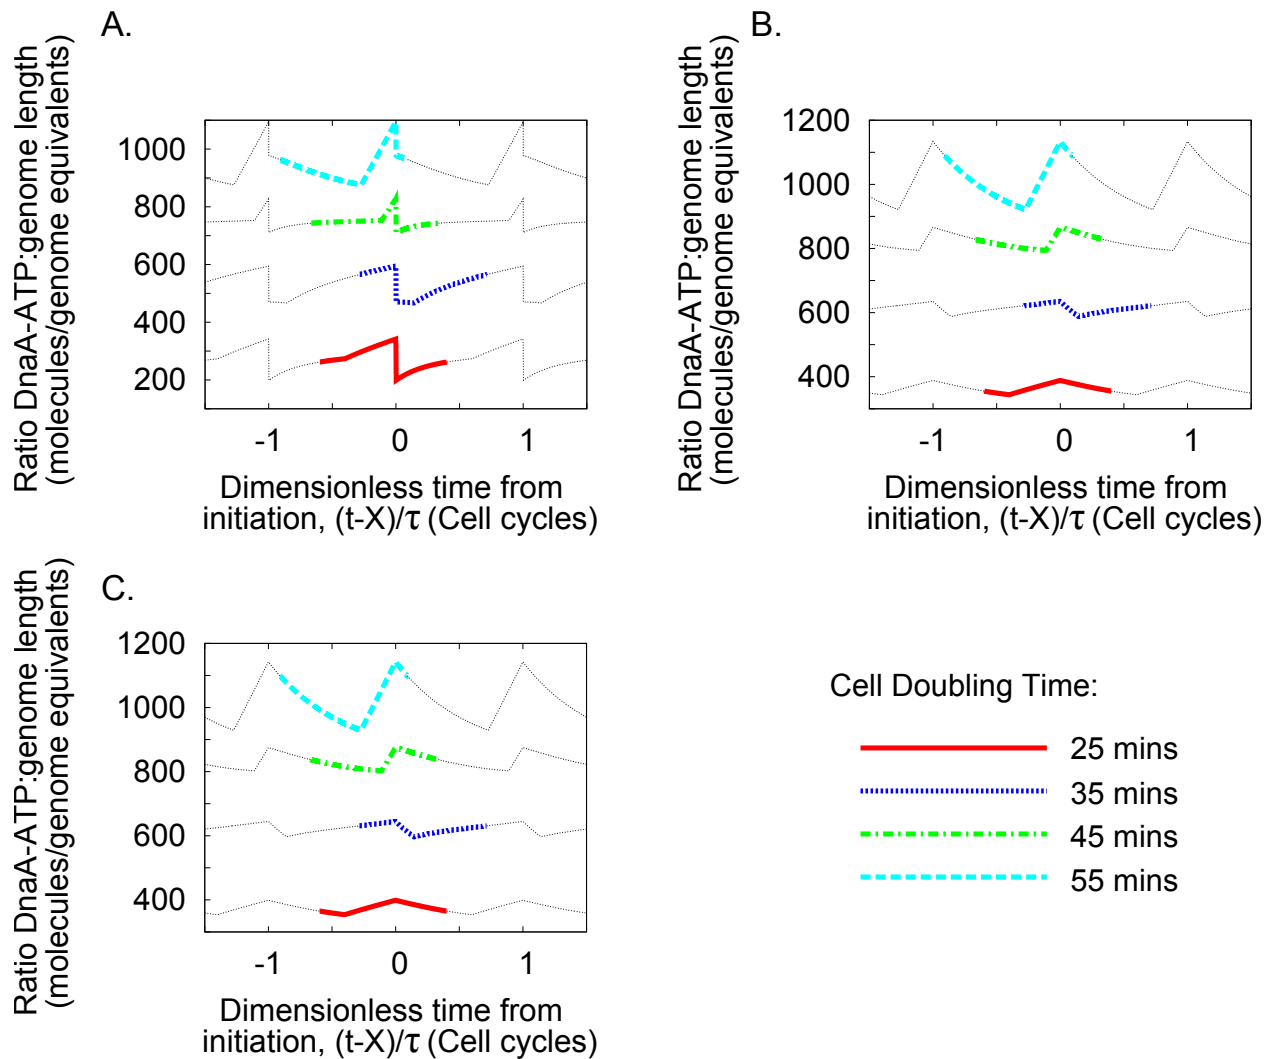 A.
Ratio DnaA-ATP:genome length
(molecules/genome equivalents)
1000
800
600
400
200
-1 0 1
Dimensionless time from
initiation, (t-X)/τ (Cell cycles)
B.
Ratio DnaA-ATP:genome length
(molecules/genome equivalents)
1200
1000
800
600
400
-1 0 1
Dimensionless time from
initiation, (t-X)/τ (Cell cycles)
C.
Ratio DnaA-ATP:genome length
(molecules/genome equivalents)
1200
1000
800
600
400
-1 0 1
Dimensionless time from
initiation, (t-X)/τ (Cell cycles)
Cell Doubling Time:
25 mins
35 mins
45 mins
55 mins